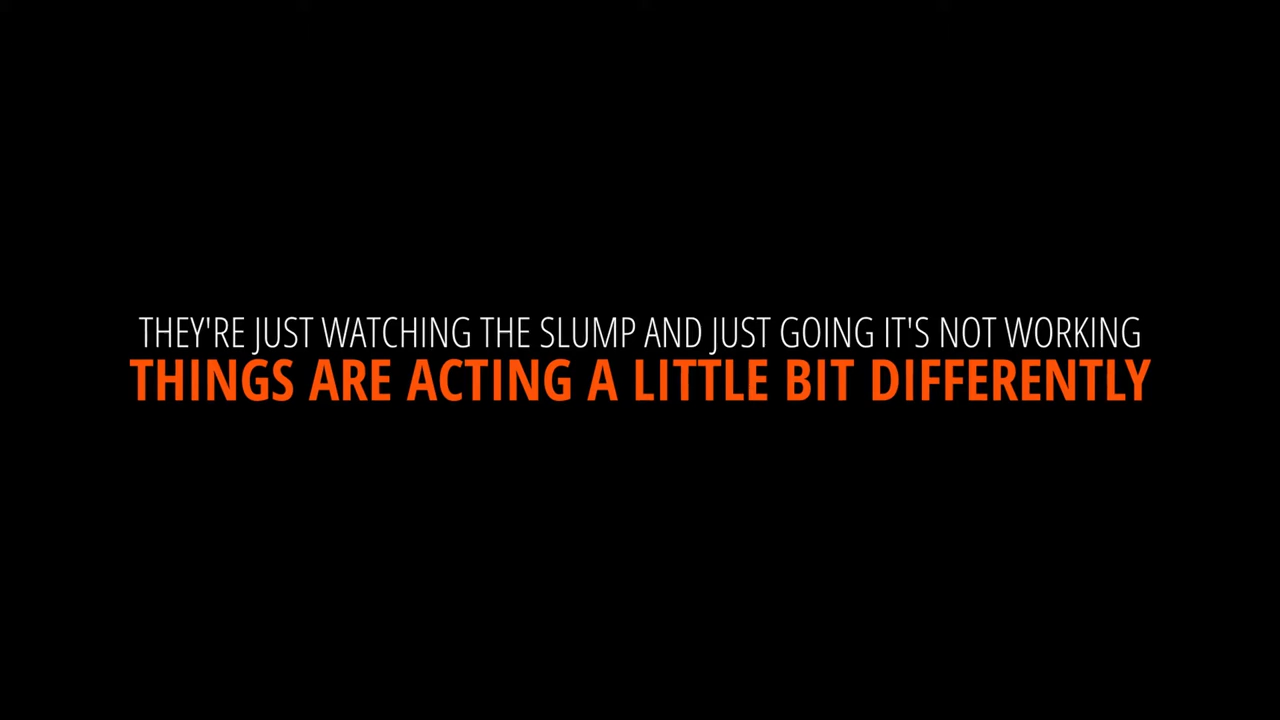 THEY'RE JUST WATCHING THE SLUMP AND JUST GOING IT'S NOT WORKING
THINGS ARE ACTING A LITTLE BIT DIFFERENTLY